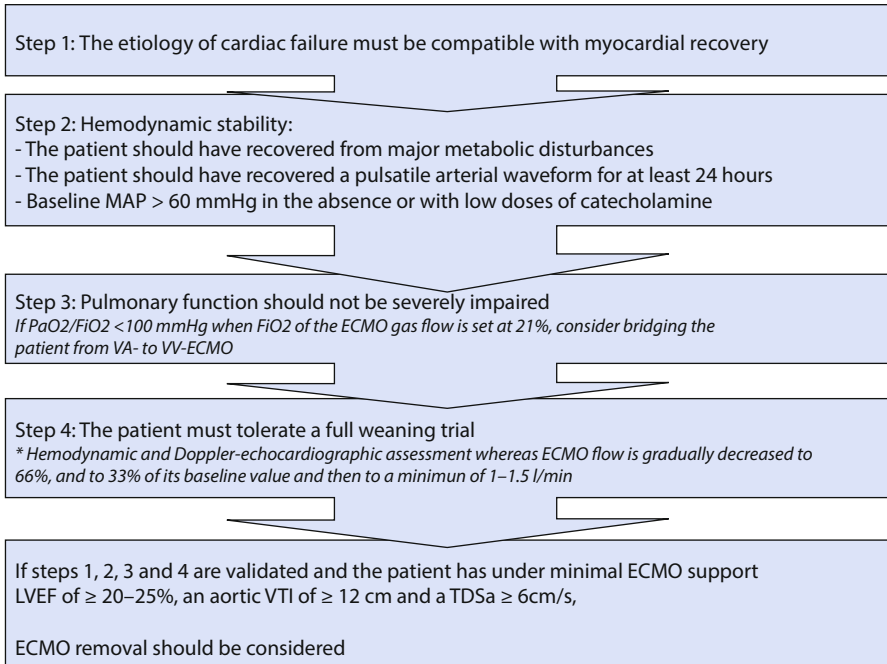 Step 1: The etiology of cardiac failure must be compatible with myocardial recovery
Step 2: Hemodynamic stability:
- The patient should have recovered from major metabolic disturbances
- The patient should have recovered a pulsatile arterial waveform for at least 24 hours
- Baseline MAP > 60 mmHg in the absence or with low doses of catecholamine
Step 3: Pulmonary function should not be severely impaired
If PaO2/FiO2 <100 mmHg when FiO2 of the ECMO gas flow is set at 21%, consider bridging the
patient from VA- to VV-ECMO
Step 4: The patient must tolerate a full weaning trial
* Hemodynamic and Doppler-echocardiographic assessment whereas ECMO flow is gradually decreased to
66%, and to 33% of its baseline value and then to a minimun of 1–1.5 l/min
If steps 1, 2, 3 and 4 are validated and the patient has under minimal ECMO support
LVEF of ≥ 20–25%, an aortic VTI of ≥ 12 cm and a TDSa ≥ 6cm/s,
ECMO removal should be considered